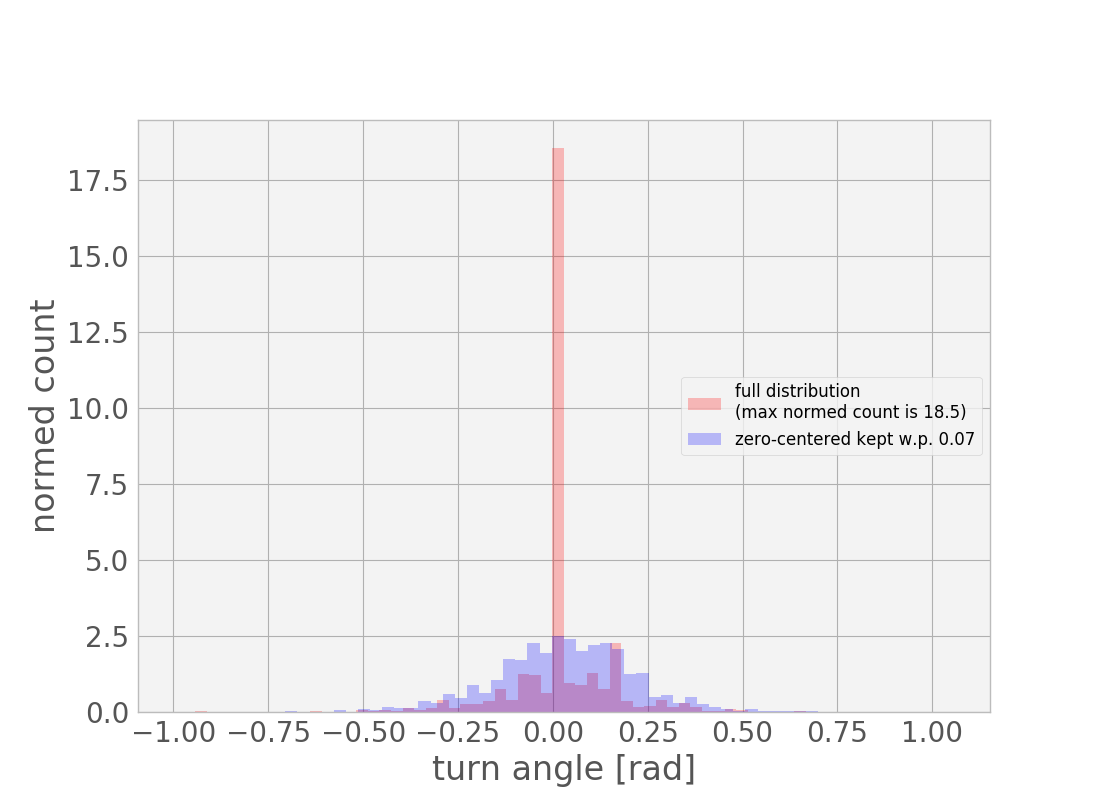 17.5
15.0
12.5
10.0
7.5
5.0
2.5
0.0
normed count
full distribution
(max normed count is 18.5)
zero-centered kept w.p. 0.07
−1.00 −0.75 −0.50 −0.25 0.00 0.25 0.50 0.75 1.00
turn angle [rad]